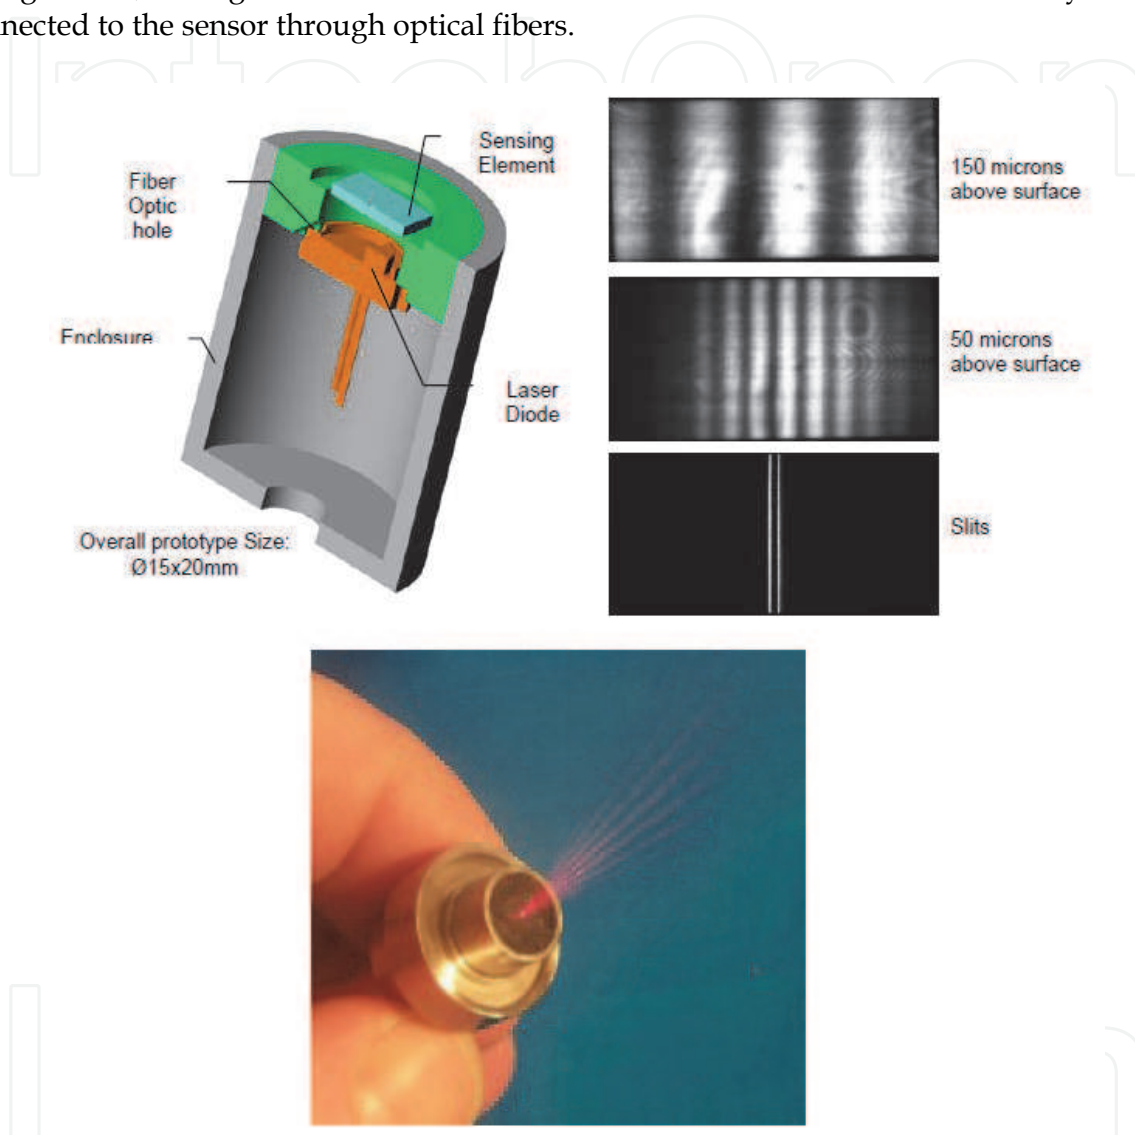 nected to the sensor through optical fibers.
Sensing
Element
Fiber
Optic
hole
Enclosure
Laser
Diode
Overall prototype Size:
Ø15x20mm
150 microns
above surface
50 microns
above surface
Slits